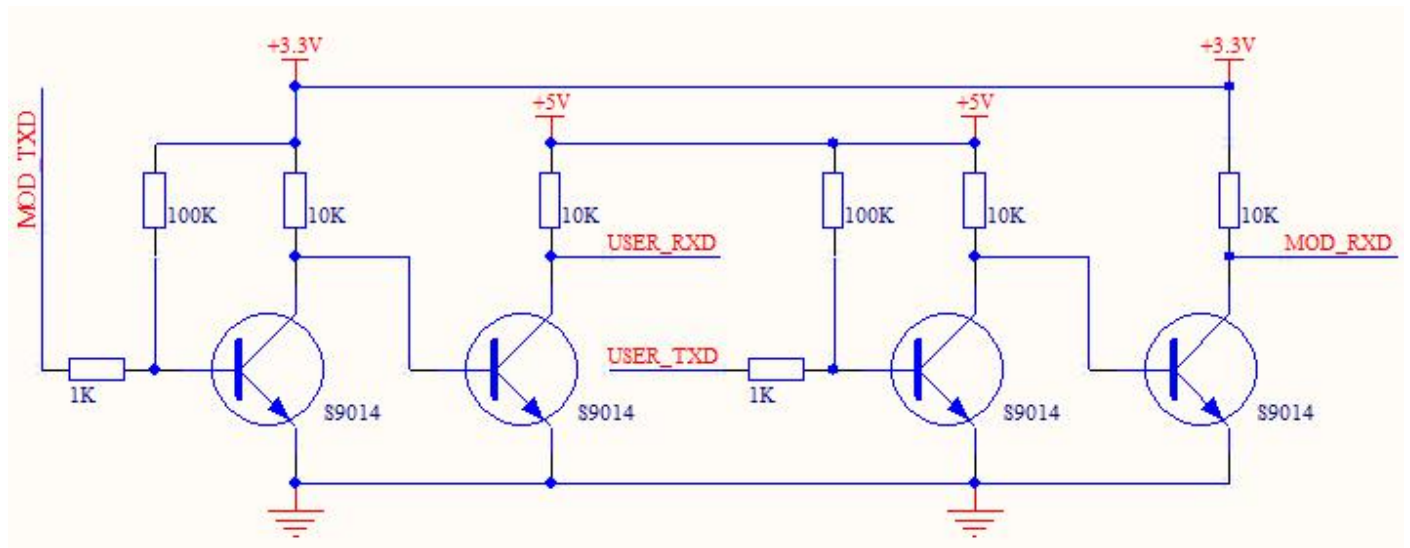 +3.3V
+3.3V
+5V
+5V
MOD_TXD
100K
10K
10K
100K
10K
10K
USER_RXD
MOD_RXD
USER_TXD
1K
S9014
S9014
1K
S9014
S9014